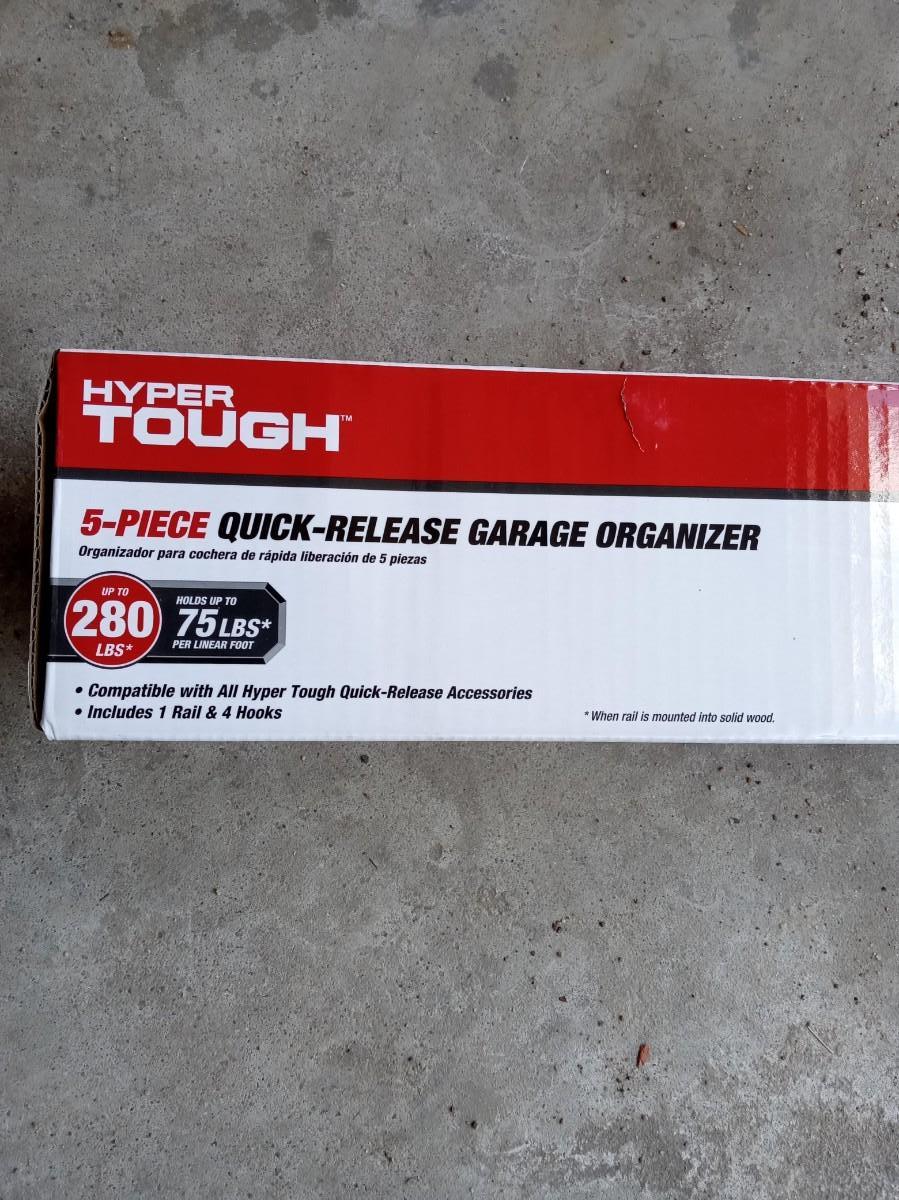 HYPER
TOUGH™
5-PIECE QUICK-RELEASE GARAGE ORGANIZER
Organizador para cochera de rápida liberación de 5 piezas
UP TO
280
LBS*
HOLDS UP TO
75 LBS*
PER LINEAR FOOT
• Compatible with All Hyper Tough Quick-Release Accessories
• Includes 1 Rail & 4 Hooks
* When rail is mounted into solid wood.